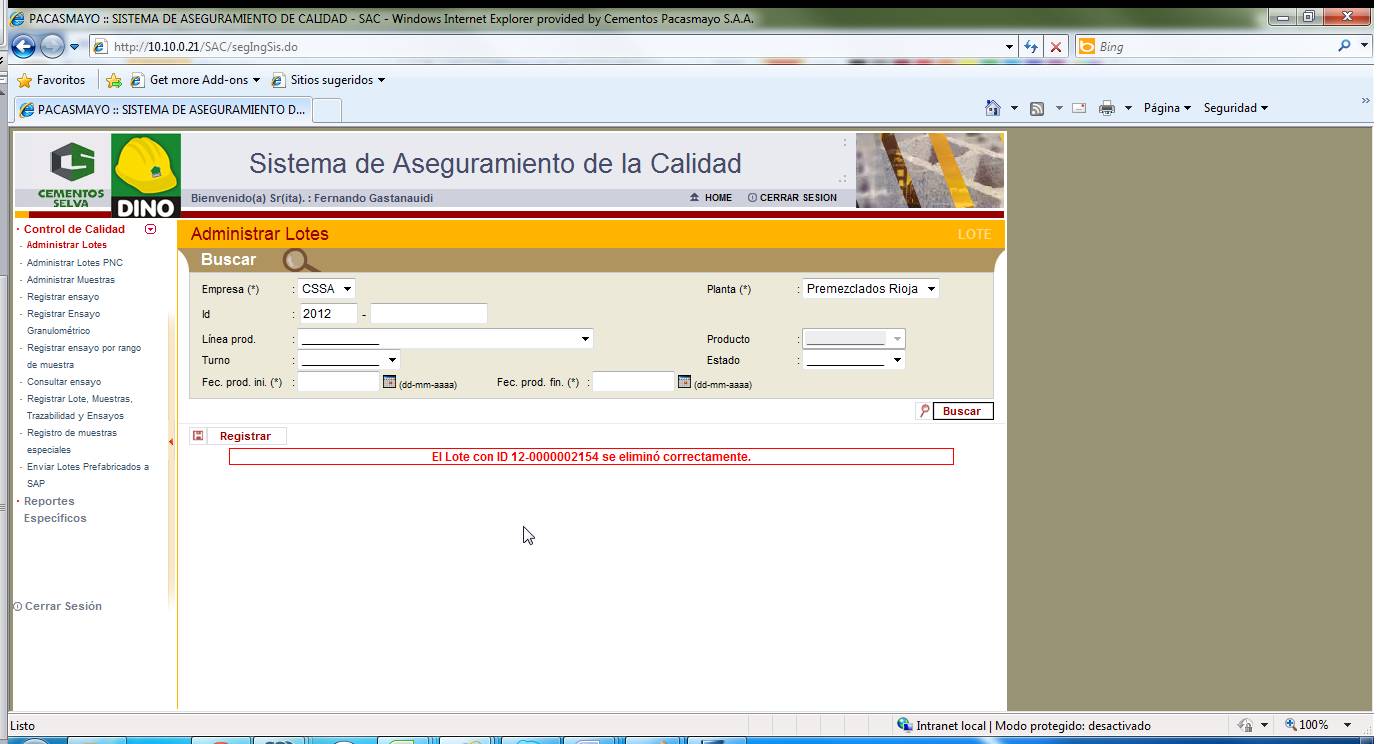 PACASMAYO :: SISTEMA DE ASEGURAMIENTO DE CALIDAD - SAC - Windows Internet Explorer provided by Cementos Pacasmayo S.A.A.
http://10.10.0.21/SAC/segIngSis.do
Bing
Favoritos
Get more Add-ons
Sitios sugeridos
PACASMAYO :: SISTEMA DE ASEGURAMIENTO D...
Página
Seguridad
CEMENTOS
SELVA
DINO
Sistema de Aseguramiento de la Calidad
Bienvenido(a) Sr(ita). : Fernando Gastanauidi
HOME
CERRAR SESION
· Control de Calidad
- Administrar Lotes
- Administrar Lotes PNC
- Administrar Muestras
- Registrar ensayo
- Registrar Ensayo
Granulométrico
- Registrar ensayo por rango
de muestra
- Consultar ensayo
- Registrar Lote, Muestras,
Trazabilidad y Ensayos
- Registro de muestras
especiales
- Enviar Lotes Prefabricados a
SAP
· Reportes
Específicos
Cerrar Sesión
Administrar Lotes
LOTE
Buscar
Empresa (*) : CSSA
Planta (*) : Premezclados Rioja
Id : 2012 -
Línea prod. :
Producto :
Turno :
Estado :
Fec. prod. ini. (*) : (dd-mm-aaaa)
Fec. prod. fin. (*) : (dd-mm-aaaa)
Buscar
Registrar
El Lote con ID 12-0000002154 se eliminó correctamente.
Listo
Intranet local | Modo protegido: desactivado
100%